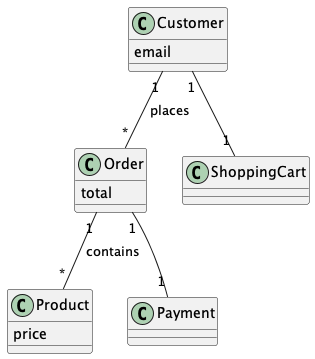 C Customer
email
1 1
places
* 1
C Order
total
C ShoppingCart
1 1
contains
* 1
C Product
price
C Payment